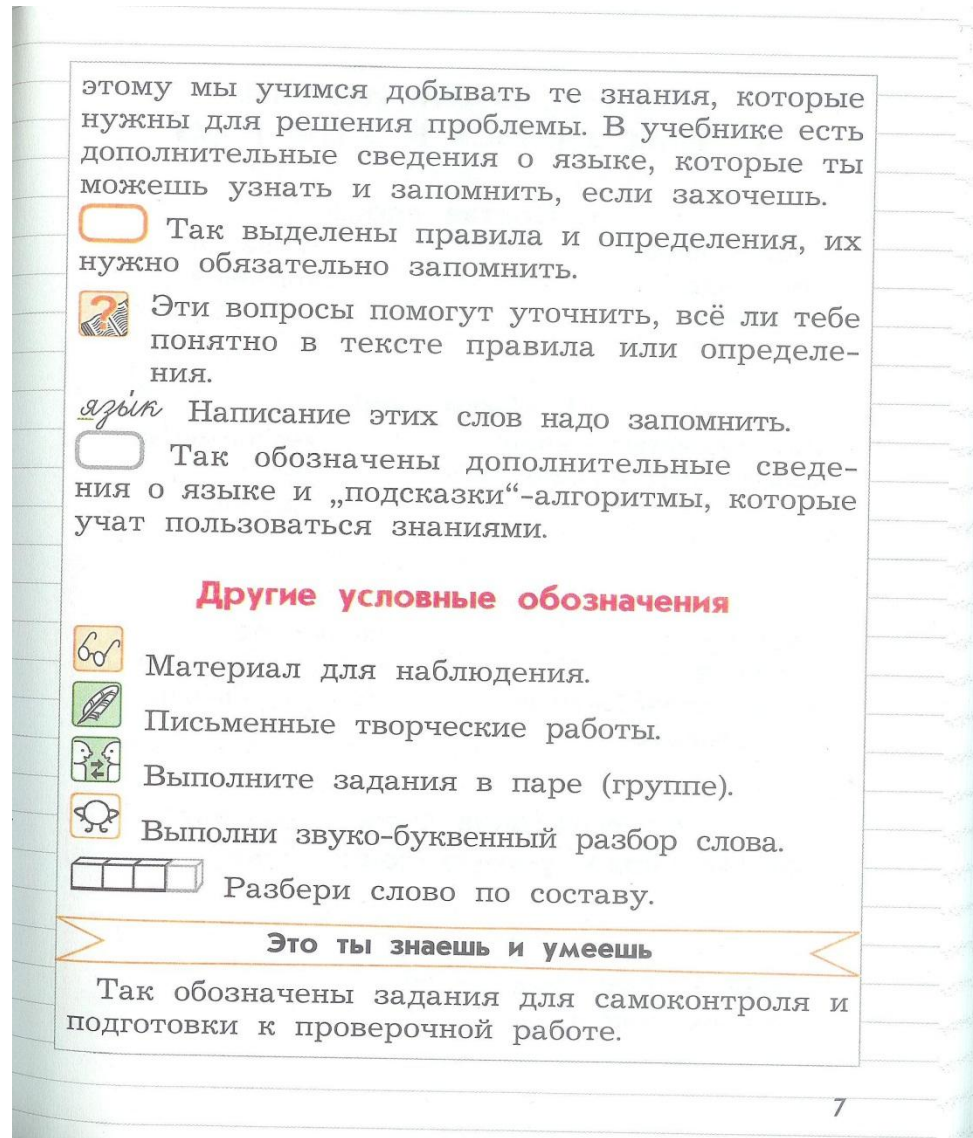 этому мы учимся добывать те знания, которые
нужны для решения проблемы. В учебнике есть
дополнительные сведения о языке, которые ты
можешь узнать и запомнить, если захочешь.
Так выделены правила и определения, их
нужно обязательно запомнить.
?
Эти вопросы помогут уточнить, всё ли тебе
понятно в тексте правила или определе-
ния.
язы́к Написание этих слов надо запомнить.
Так обозначены дополнительные сведе-
ния о языке и „подсказки“-алгоритмы, которые
учат пользоваться знаниями.
Другие условные обозначения
Материал для наблюдения.
Письменные творческие работы.
Выполните задания в паре (группе).
Выполни звуко-буквенный разбор слова.
Разбери слово по составу.
Это ты знаешь и умеешь
Так обозначены задания для самоконтроля и
подготовки к проверочной работе.
7